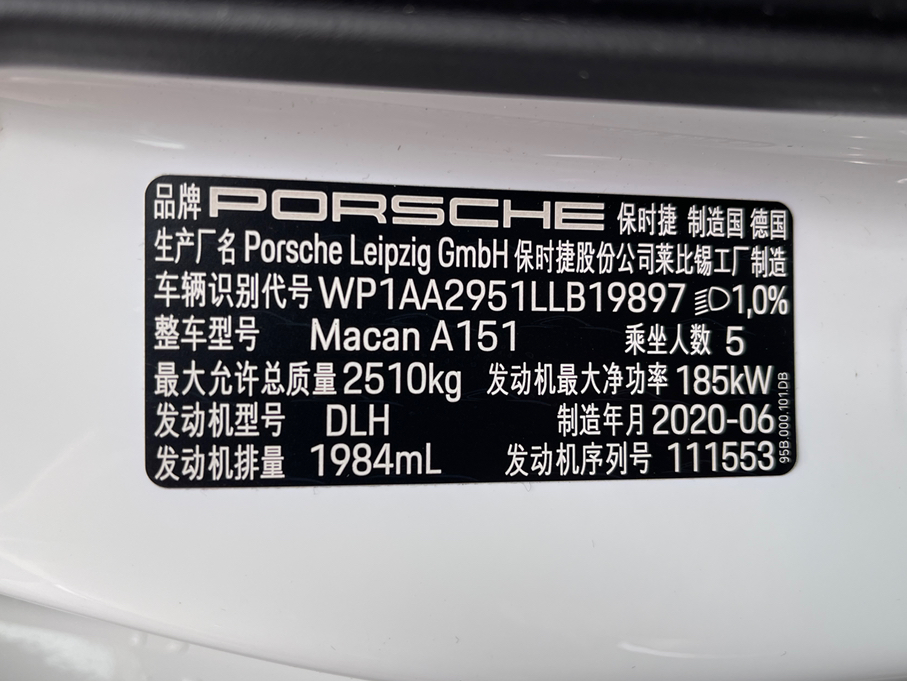 品牌 PORSCHE 保时捷 制造国 德国
生产厂名 Porsche Leipzig GmbH 保时捷股份公司莱比锡工厂制造
车辆识别代号 WP1AA2951LLB19897 1,0%
整车型号 Macan A151 乘坐人数 5
最大允许总质量 2510kg 发动机最大净功率 185kW
发动机型号 DLH 制造年月 2020-06
发动机排量 1984mL 发动机序列号 111553
95B.000.101.DB